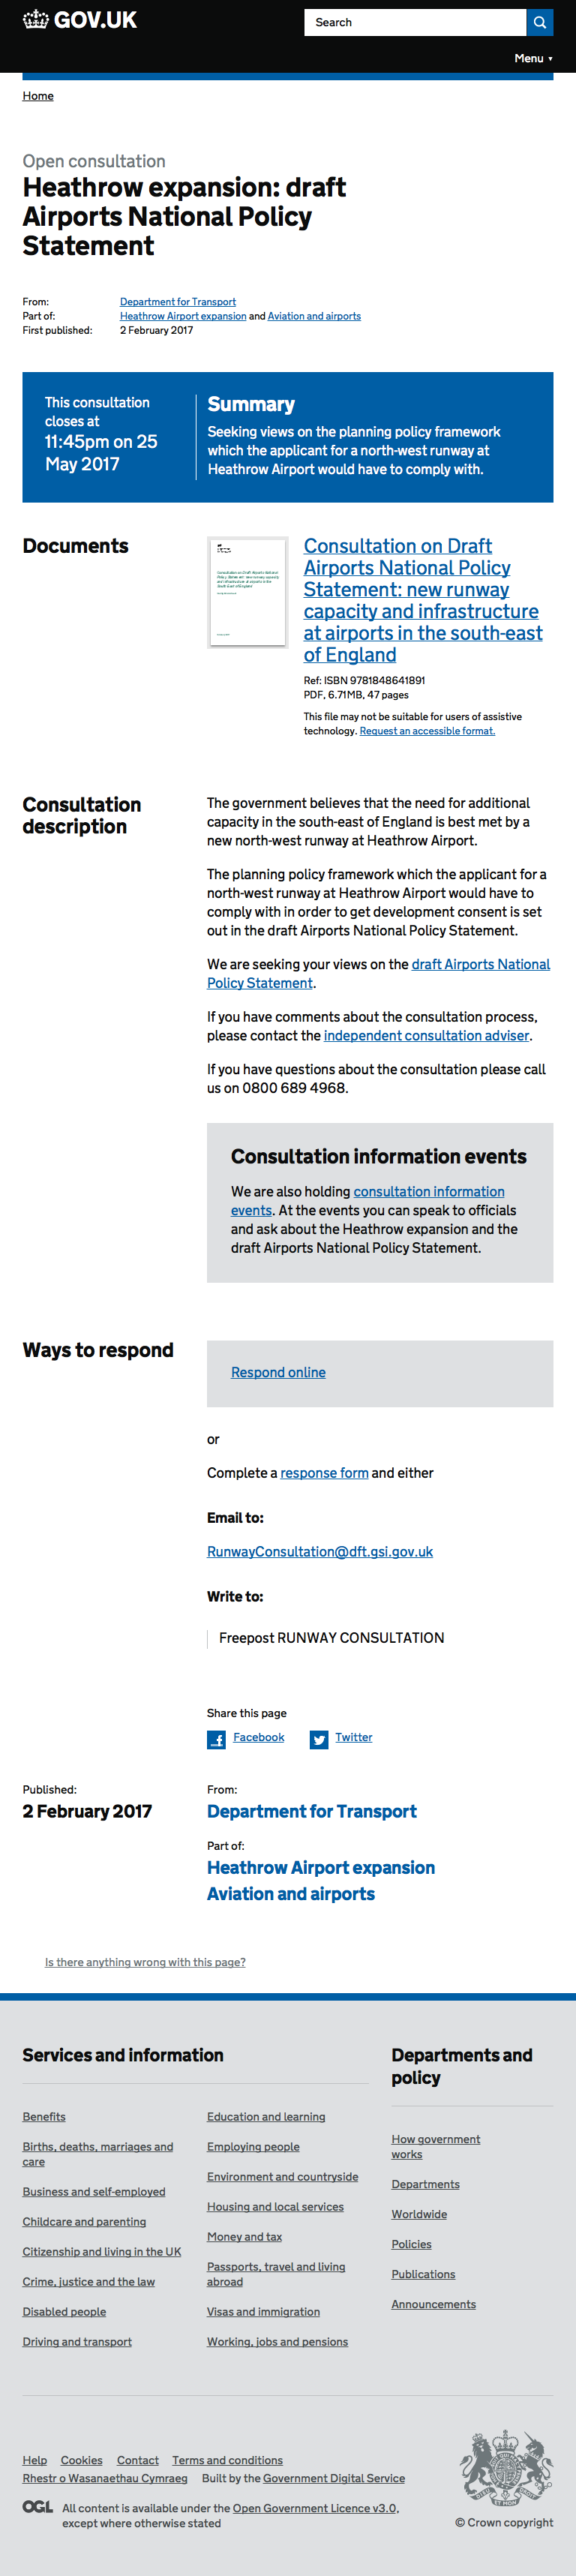 GOV.UK
Search
Menu ▼
Home
Open consultation
Heathrow expansion: draft
Airports National Policy
Statement
From: Department for Transport
Part of: Heathrow Airport expansion and Aviation and airports
First published: 2 February 2017
This consultation
closes at
11:45pm on 25
May 2017
Summary
Seeking views on the planning policy framework
which the applicant for a north-west runway at
Heathrow Airport would have to comply with.
Documents
Consultation on Draft
Airports National Policy
Statement: new runway
capacity and infrastructure
at airports in the south-east
of England
Ref: ISBN 9781848641891
PDF, 6.71MB, 47 pages
This file may not be suitable for users of assistive
technology. Request an accessible format.
Consultation
description
The government believes that the need for additional
capacity in the south-east of England is best met by a
new north-west runway at Heathrow Airport.
The planning policy framework which the applicant for a
north-west runway at Heathrow Airport would have to
comply with in order to get development consent is set
out in the draft Airports National Policy Statement.
We are seeking your views on the draft Airports National
Policy Statement.
If you have comments about the consultation process,
please contact the independent consultation adviser.
If you have questions about the consultation please call
us on 0800 689 4968.
Consultation information events
We are also holding consultation information
events. At the events you can speak to officials
and ask about the Heathrow expansion and the
draft Airports National Policy Statement.
Ways to respond
Respond online
or
Complete a response form and either
Email to:
RunwayConsultation@dft.gsi.gov.uk
Write to:
Freepost RUNWAY CONSULTATION
Share this page
Facebook
Twitter
Published:
2 February 2017
From:
Department for Transport
Part of:
Heathrow Airport expansion
Aviation and airports
Is there anything wrong with this page?
Services and information
Benefits
Births, deaths, marriages and
care
Business and self-employed
Childcare and parenting
Citizenship and living in the UK
Crime, justice and the law
Disabled people
Driving and transport
Education and learning
Employing people
Environment and countryside
Housing and local services
Money and tax
Passports, travel and living
abroad
Visas and immigration
Working, jobs and pensions
Departments and
policy
How government
works
Departments
Worldwide
Policies
Publications
Announcements
Help Cookies Contact Terms and conditions
Rhestr o Wasanaethau Cymraeg Built by the Government Digital Service
OGL All content is available under the Open Government Licence v3.0,
except where otherwise stated
© Crown copyright